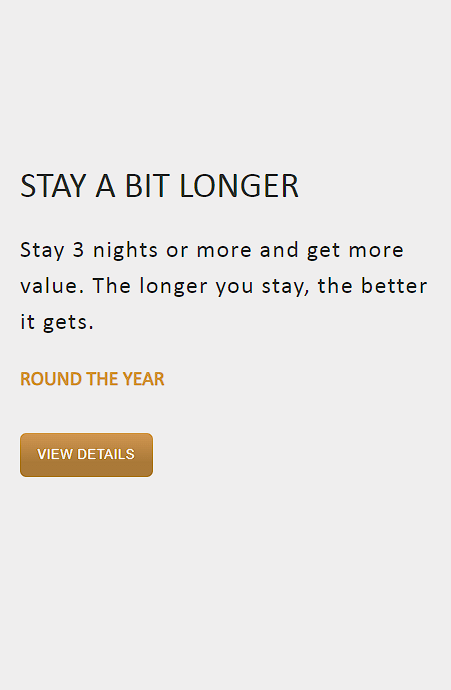 STAY A BIT LONGER
Stay 3 nights or more and get more
value. The longer you stay, the better
it gets.
ROUND THE YEAR
VIEW DETAILS